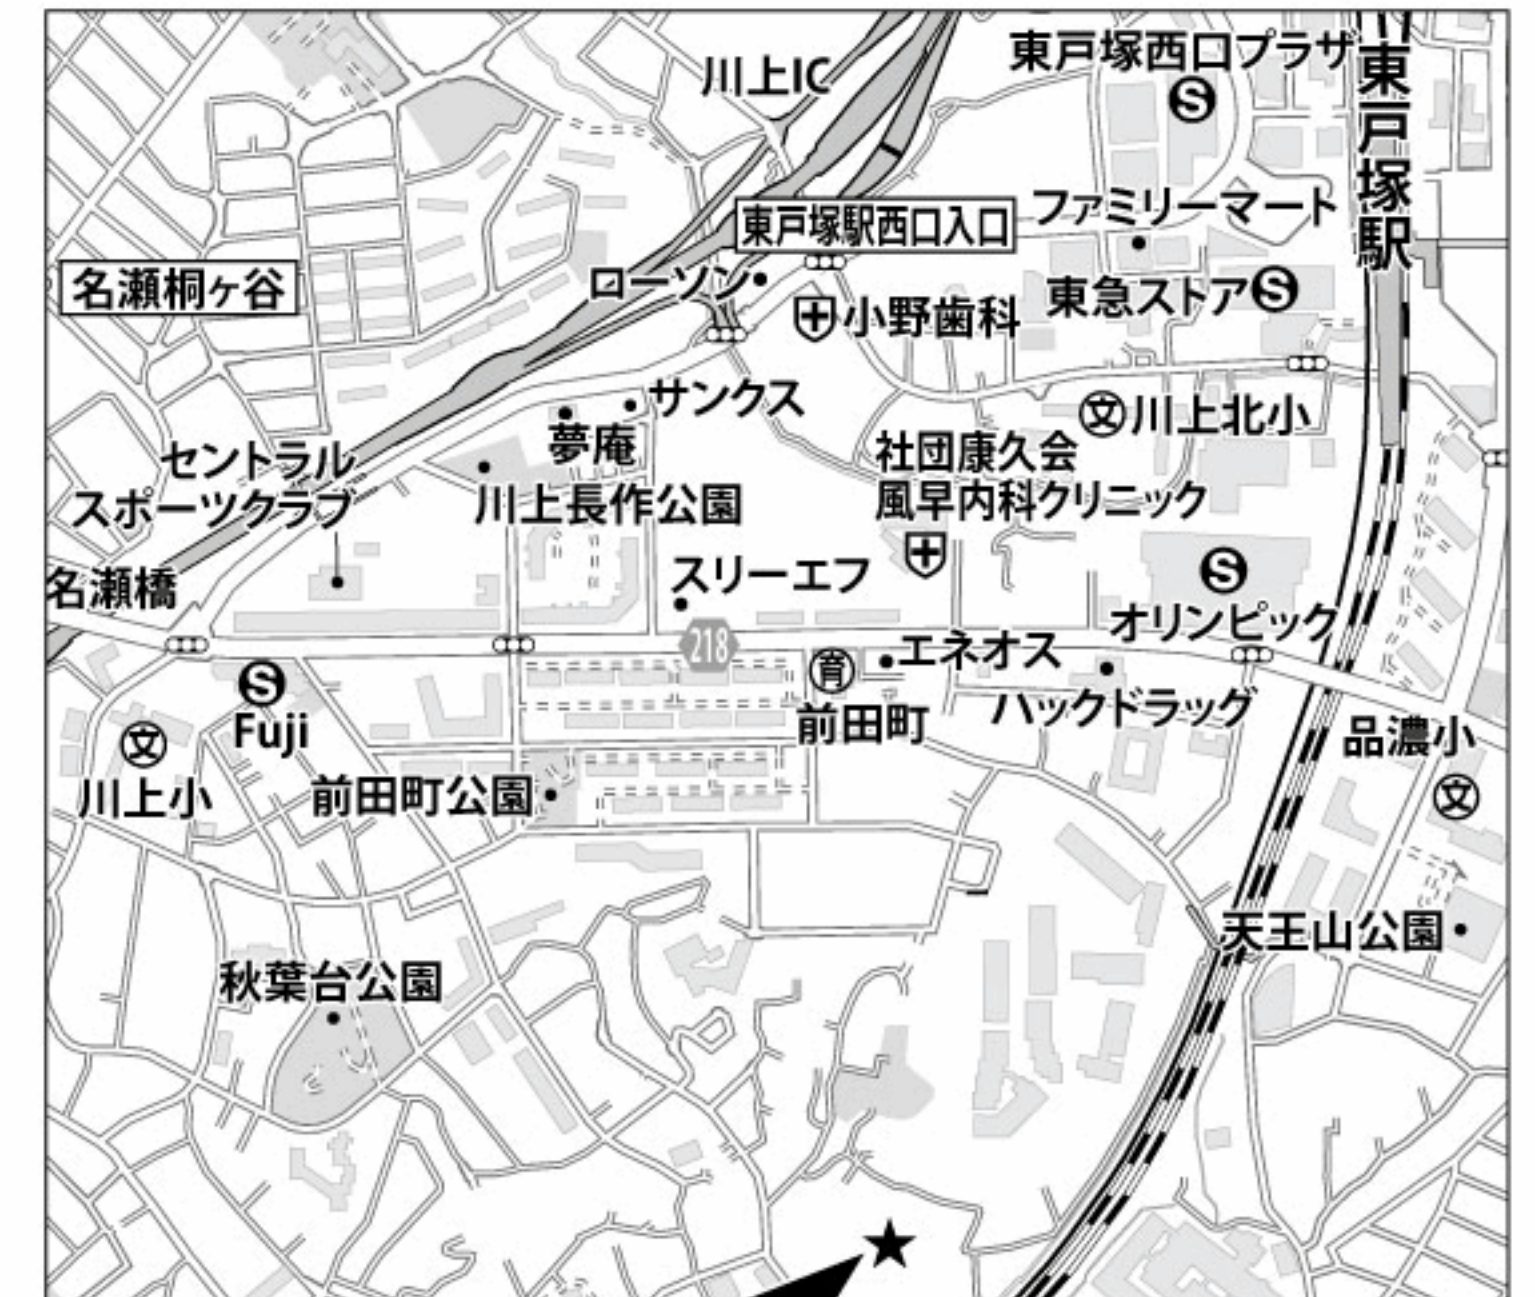 東戸塚西口プラザ
S
東戸塚駅
川上IC
ファミリーマート
東戸塚駅西口入口
名瀬桐ヶ谷
ローソン
小野歯科
東急ストア
S
サンクス
文
川上北小
夢庵
セントラル
スポーツクラブ
川上長作公園
社団康久会
風早内科クリニック
名瀬橋
スリーエフ
S
オリンピック
218
育
エネオス
前田町
ハックドラッグ
S
Fuji
文
川上小
前田町公園
品濃小
文
天王山公園
秋葉台公園